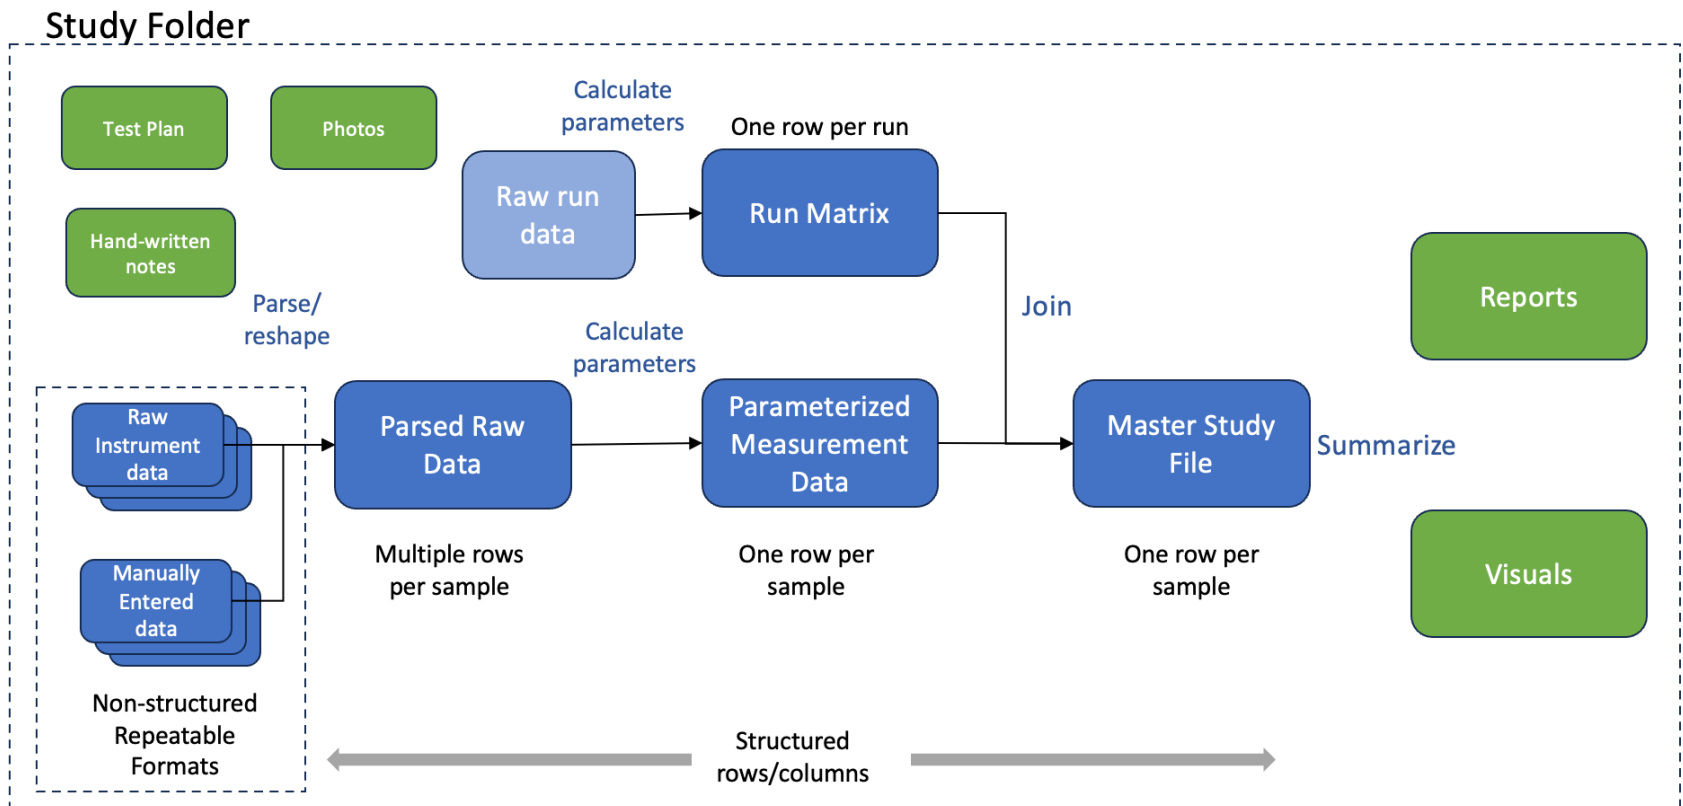 Study Folder
Test Plan
Photos
Hand-written
notes
Calculate
parameters
Raw run
data
One row per run
Run Matrix
Join
Parse/
reshape
Calculate
parameters
Raw
Instrument
data
Manually
Entered
data
Non-structured
Repeatable
Formats
Parsed Raw
Data
Multiple rows
per sample
Parameterized
Measurement
Data
One row per
sample
Master Study
File
One row per
sample
Summarize
Reports
Visuals
Structured
rows/columns